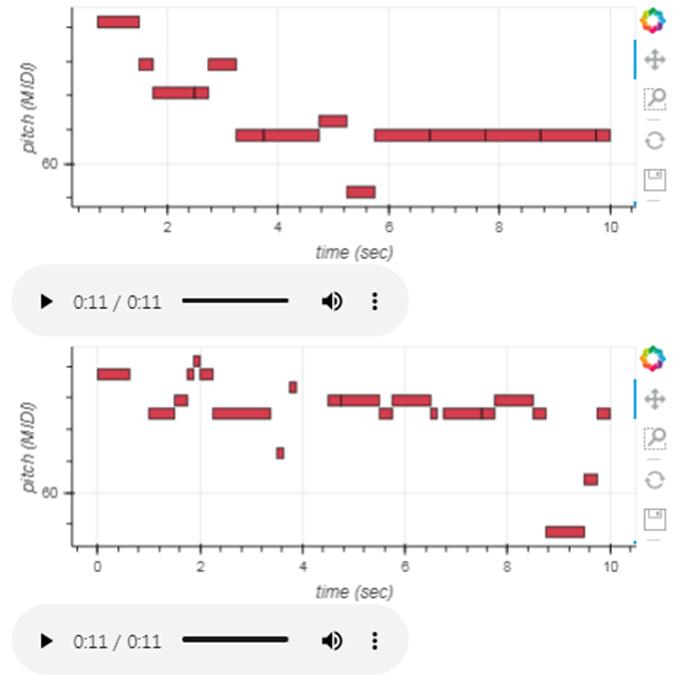 pitch (MIDI)
60
2 4 6 8 10
time (sec)
0:11 / 0:11
pitch (MIDI)
60
0 2 4 6 8 10
time (sec)
0:11 / 0:11